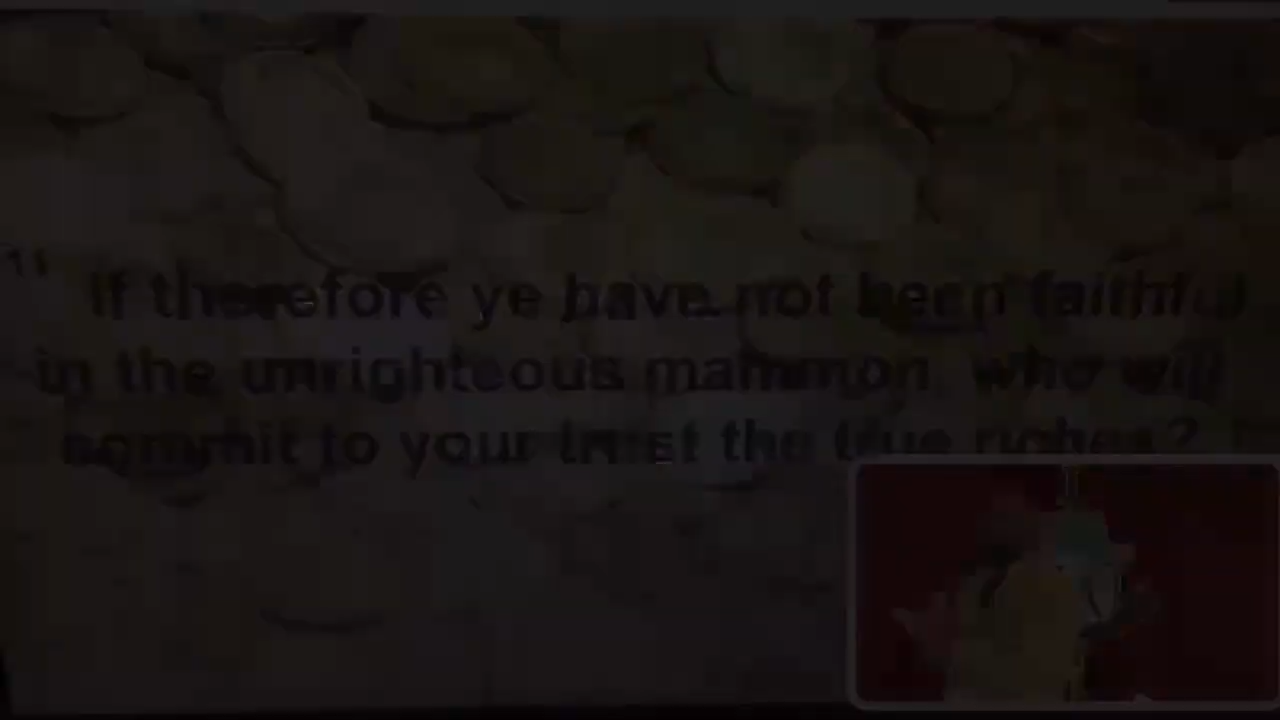 11 If therefore ye have not been faithful
in the unrighteous mammon, who will
commit to your trust the true riches?